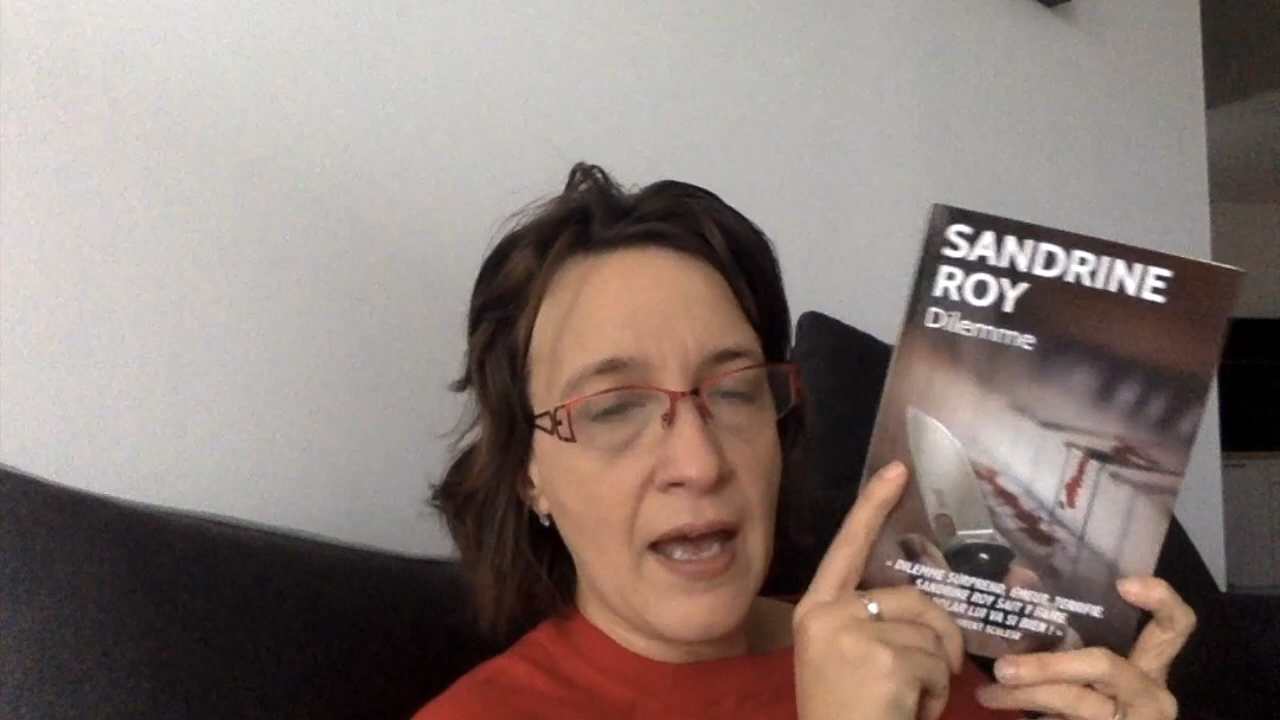 SANDRINE
ROY
Dilemme
« DILEMME SURPREND, ÉMEUT, TERRIFIE.
SANDRINE ROY SAIT Y FAIRE,
POLAR LUI VA SI BIEN ! »